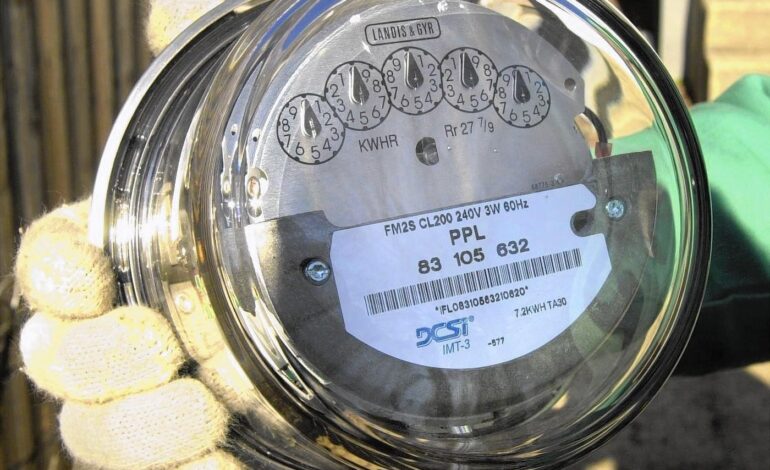 LANDIS & GYR
KWHR
Rr 27 7/9
FM2S CL200 240V 3W 60Hz
PPL
83 105 632
7.2KWH TA30
DCSI
IMT-3
-577